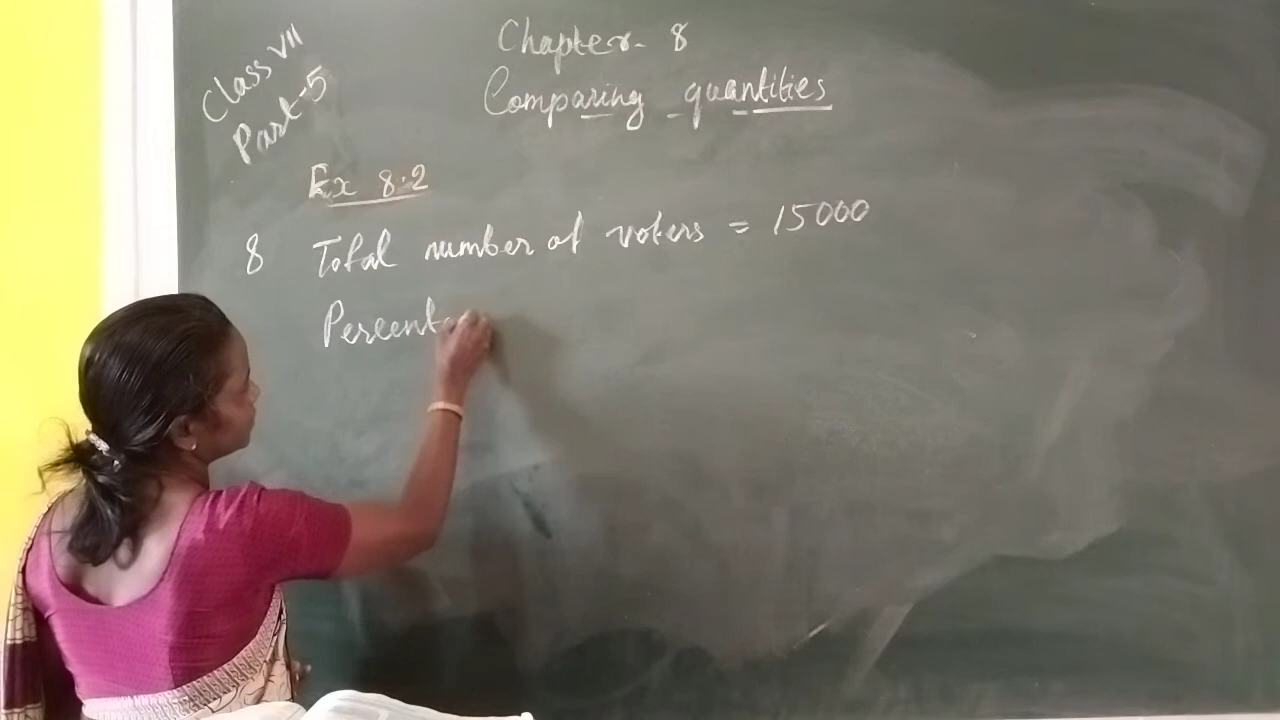 Class VII
Part-5
Chapter- 8
Comparing quantities
Ex 8.2
8 Total number of voters = 15000
Percent